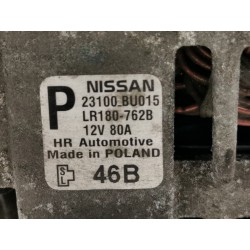 NISSAN
P 23100 BU015
LR180-762B
12V 80A
HR Automotive
Made in POLAND
46B